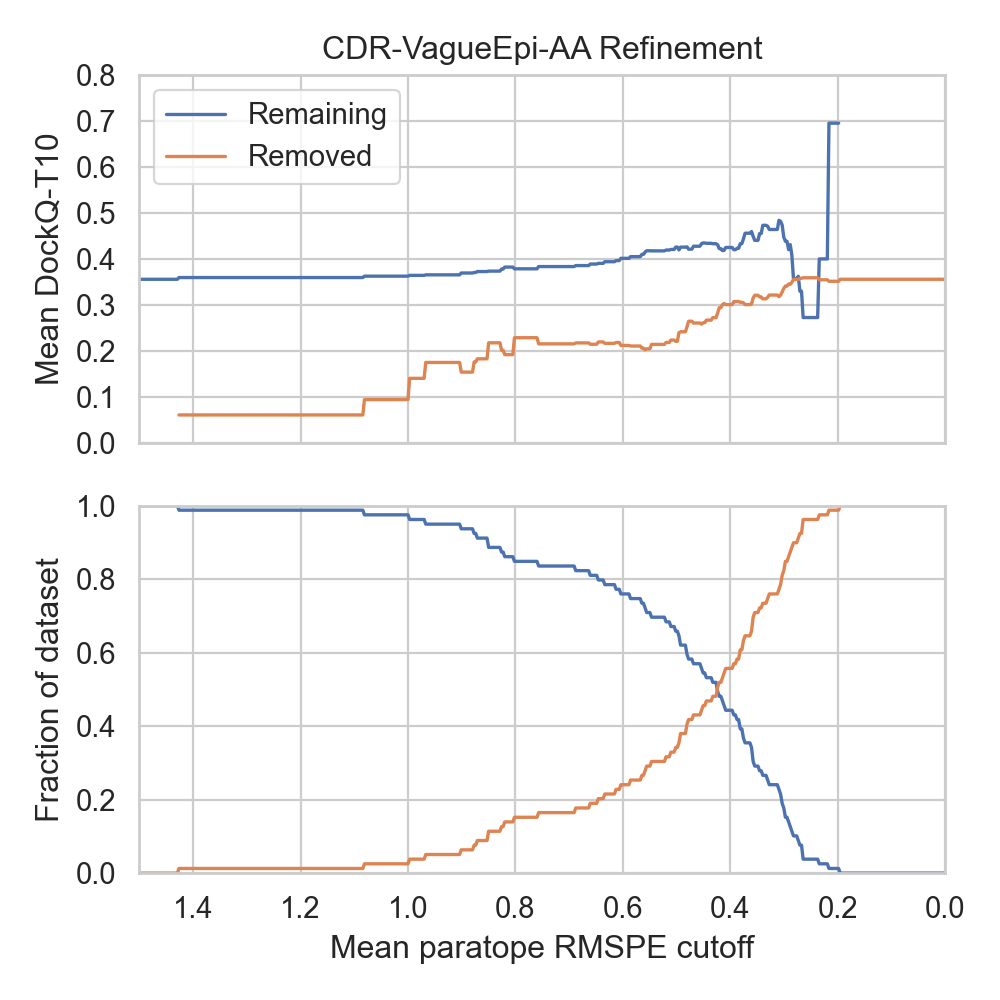 CDR-VagueEpi-AA Refinement
Mean DockQ-T10
0.8
0.7
0.6
0.5
0.4
0.3
0.2
0.1
0.0
Remaining
Removed
Fraction of dataset
1.0
0.8
0.6
0.4
0.2
0.0
1.4 1.2 1.0 0.8 0.6 0.4 0.2 0.0
Mean paratope RMSPE cutoff